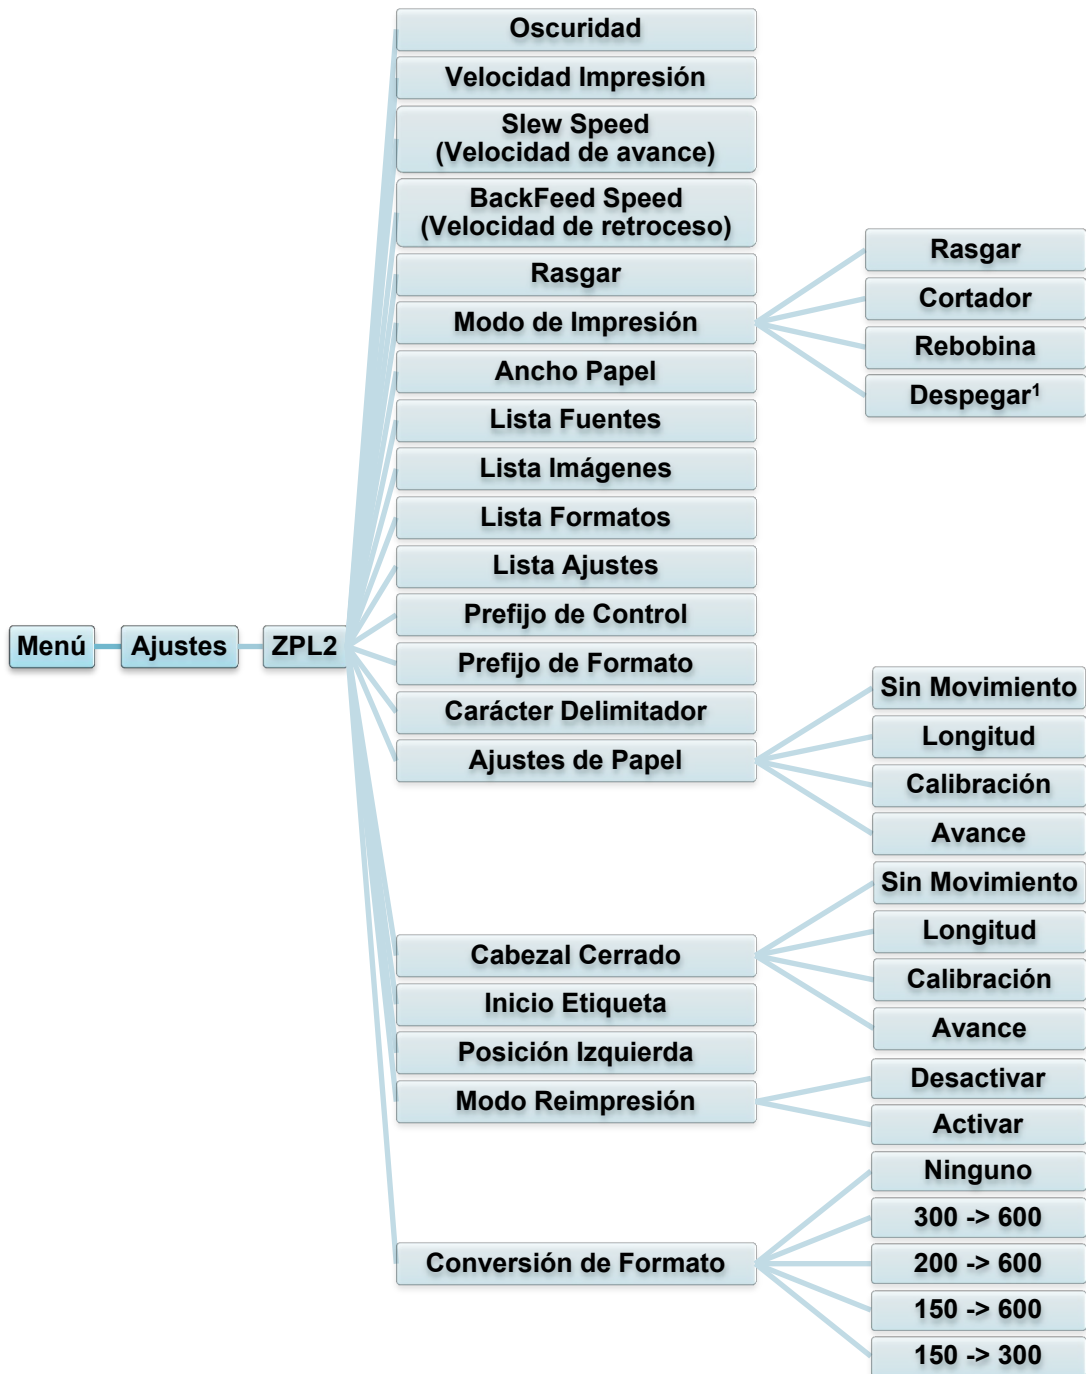 Menú
Ajustes
ZPL2
Oscuridad
Velocidad Impresión
Slew Speed
(Velocidad de avance)
BackFeed Speed
(Velocidad de retroceso)
Rasgar
Modo de Impresión
Rasgar
Cortador
Rebobina
Despegar¹
Ancho Papel
Lista Fuentes
Lista Imágenes
Lista Formatos
Lista Ajustes
Prefijo de Control
Prefijo de Formato
Carácter Delimitador
Ajustes de Papel
Sin Movimiento
Longitud
Calibración
Avance
Cabezal Cerrado
Sin Movimiento
Longitud
Calibración
Avance
Inicio Etiqueta
Posición Izquierda
Modo Reimpresión
Desactivar
Activar
Conversión de Formato
Ninguno
300 -> 600
200 -> 600
150 -> 600
150 -> 300